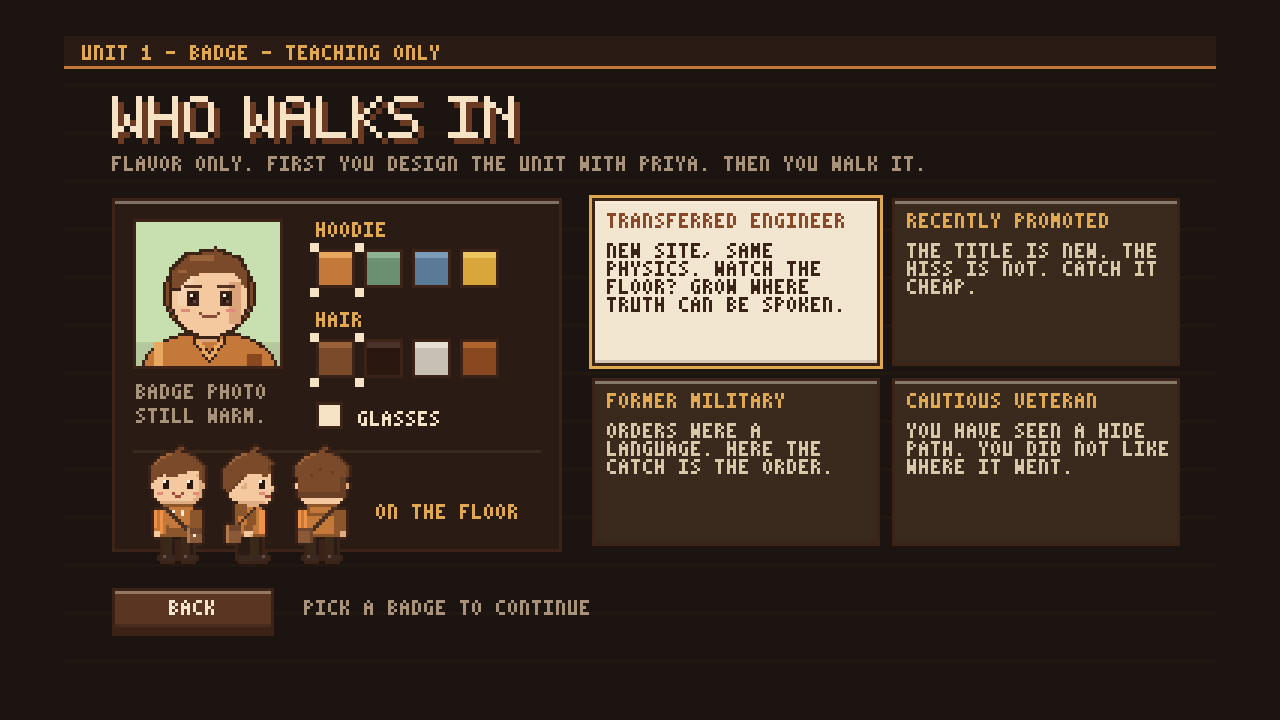 UNIT 1 - BADGE - TEACHING ONLY
WHO WALKS IN
FLAVOR ONLY. FIRST YOU DESIGN THE UNIT WITH PRIYA. THEN YOU WALK IT.
HOODIE
HAIR
GLASSES
BADGE PHOTO
STILL WARM.
ON THE FLOOR
TRANSFERRED ENGINEER
NEW SITE, SAME
PHYSICS. WATCH THE
FLOOR? GROW WHERE
TRUTH CAN BE SPOKEN.
RECENTLY PROMOTED
THE TITLE IS NEW. THE
HISS IS NOT. CATCH IT
CHEAP.
FORMER MILITARY
ORDERS WERE A
LANGUAGE. HERE THE
CATCH IS THE ORDER.
CAUTIOUS VETERAN
YOU HAVE SEEN A HIDE
PATH. YOU DID NOT LIKE
WHERE IT WENT.
BACK
PICK A BADGE TO CONTINUE